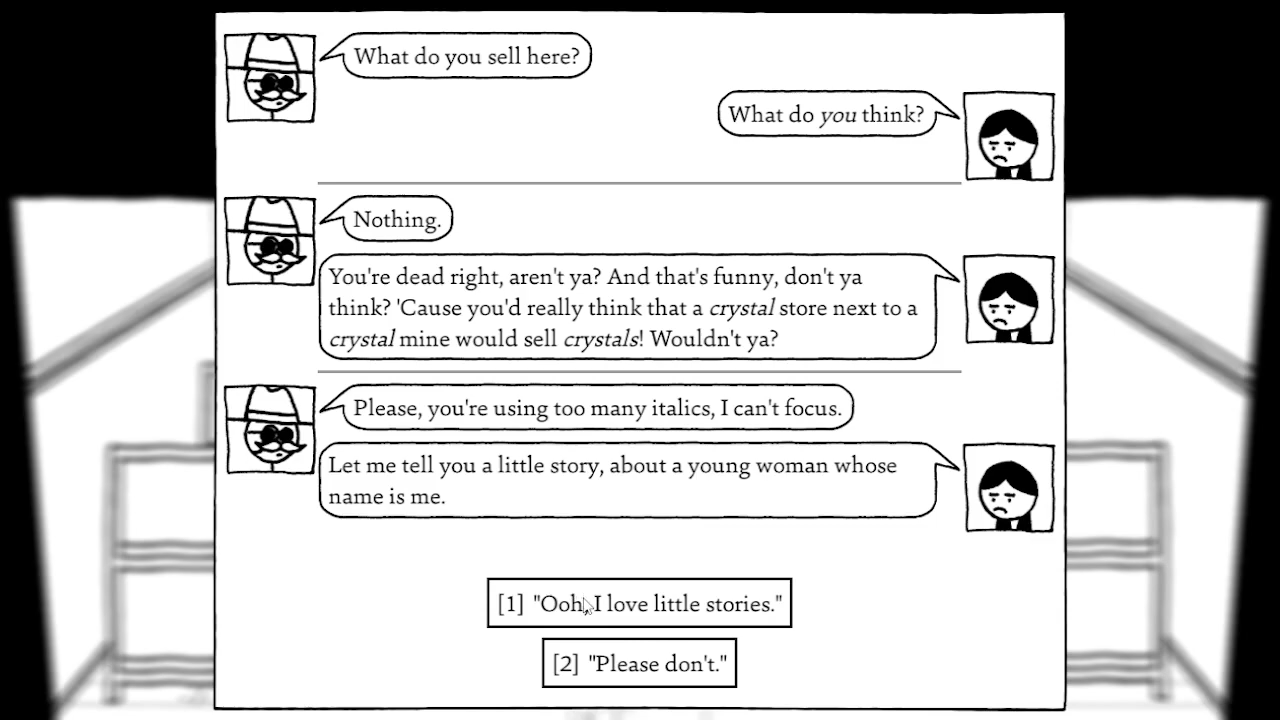 What do you sell here?
What do you think?
Nothing.
You're dead right, aren't ya? And that's funny, don't ya
think? 'Cause you'd really think that a crystal store next to a
crystal mine would sell crystals! Wouldn't ya?
Please, you're using too many italics, I can't focus.
Let me tell you a little story, about a young woman whose
name is me.
[1] "Ooh, I love little stories."
[2] "Please don't."